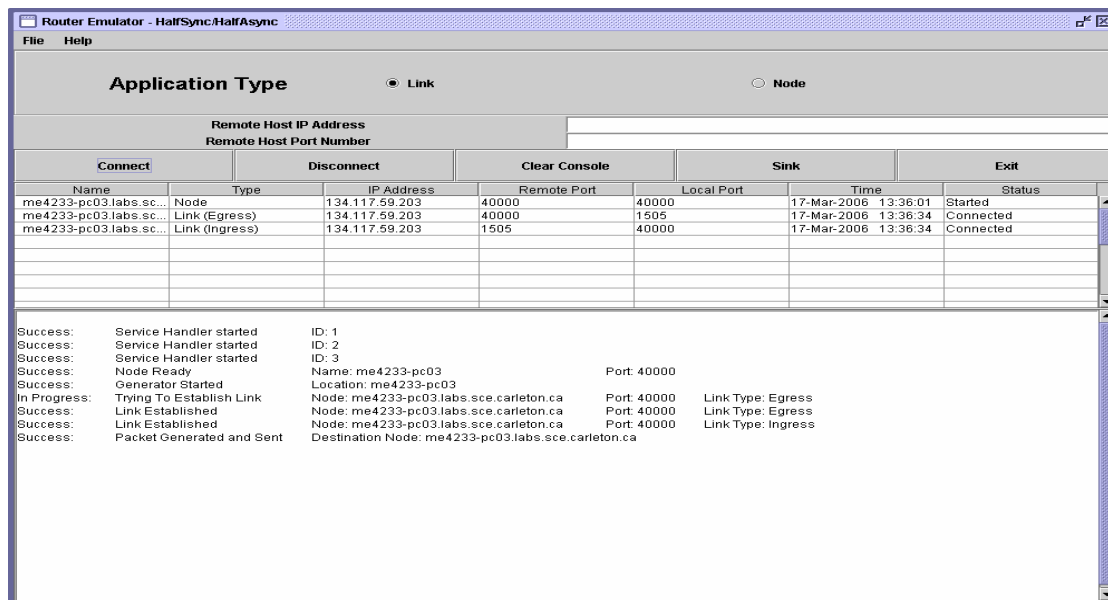 Router Emulator - HalfSync/HalfAsync
Flie Help
Application Type Link Node
Remote Host IP Address
Remote Host Port Number
Connect Disconnect Clear Console Sink Exit
Name Type IP Address Remote Port Local Port Time Status
me4233-pc03.labs.sc... Node 134.117.59.203 40000 40000 17-Mar-2006 13:36:01 Started
me4233-pc03.labs.sc... Link (Egress) 134.117.59.203 40000 1505 17-Mar-2006 13:36:34 Connected
me4233-pc03.labs.sc... Link (Ingress) 134.117.59.203 1505 40000 17-Mar-2006 13:36:34 Connected
Success: Service Handler started ID: 1
Success: Service Handler started ID: 2
Success: Service Handler started ID: 3
Success: Node Ready Name: me4233-pc03 Port: 40000
Success: Generator Started Location: me4233-pc03
In Progress: Trying To Establish Link Node: me4233-pc03.labs.sce.carleton.ca Port: 40000 Link Type: Egress
Success: Link Established Node: me4233-pc03.labs.sce.carleton.ca Port: 40000 Link Type: Egress
Success: Link Established Node: me4233-pc03.labs.sce.carleton.ca Port: 40000 Link Type: Ingress
Success: Packet Generated and Sent Destination Node: me4233-pc03.labs.sce.carleton.ca